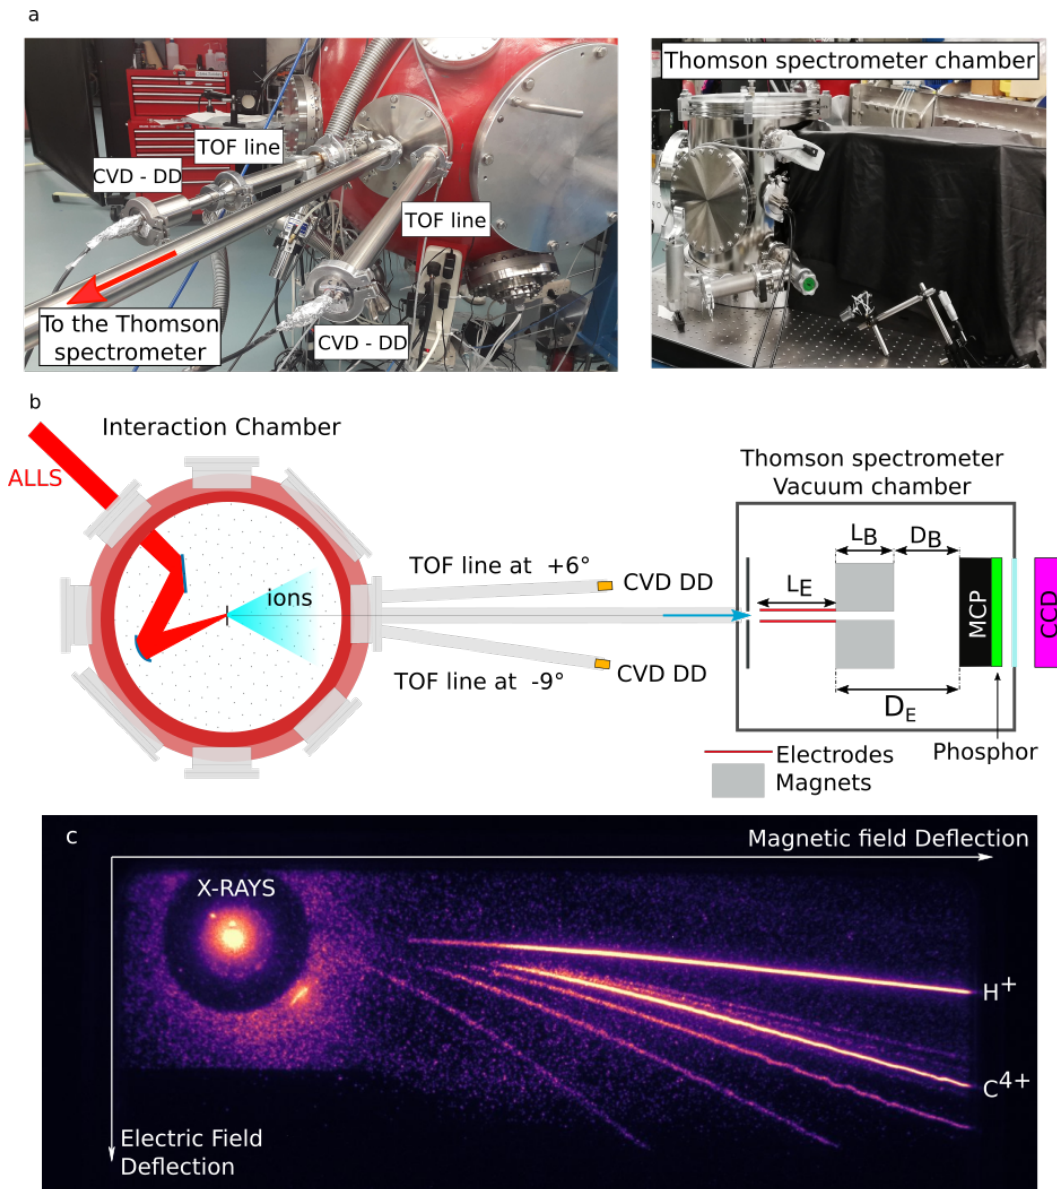 a
Thomson spectrometer chamber
TOF line
CVD - DD
TOF line
To the Thomson
spectrometer
CVD - DD
b
Interaction Chamber
ALLS
ions
TOF line at +6°
CVD DD
TOF line at -9°
CVD DD
Thomson spectrometer
Vacuum chamber
L_B
D_B
L_E
MCP
CCD
D_E
Phosphor
Electrodes
Magnets
c
Magnetic field Deflection
X-RAYS
H⁺
C⁴⁺
Electric Field
Deflection